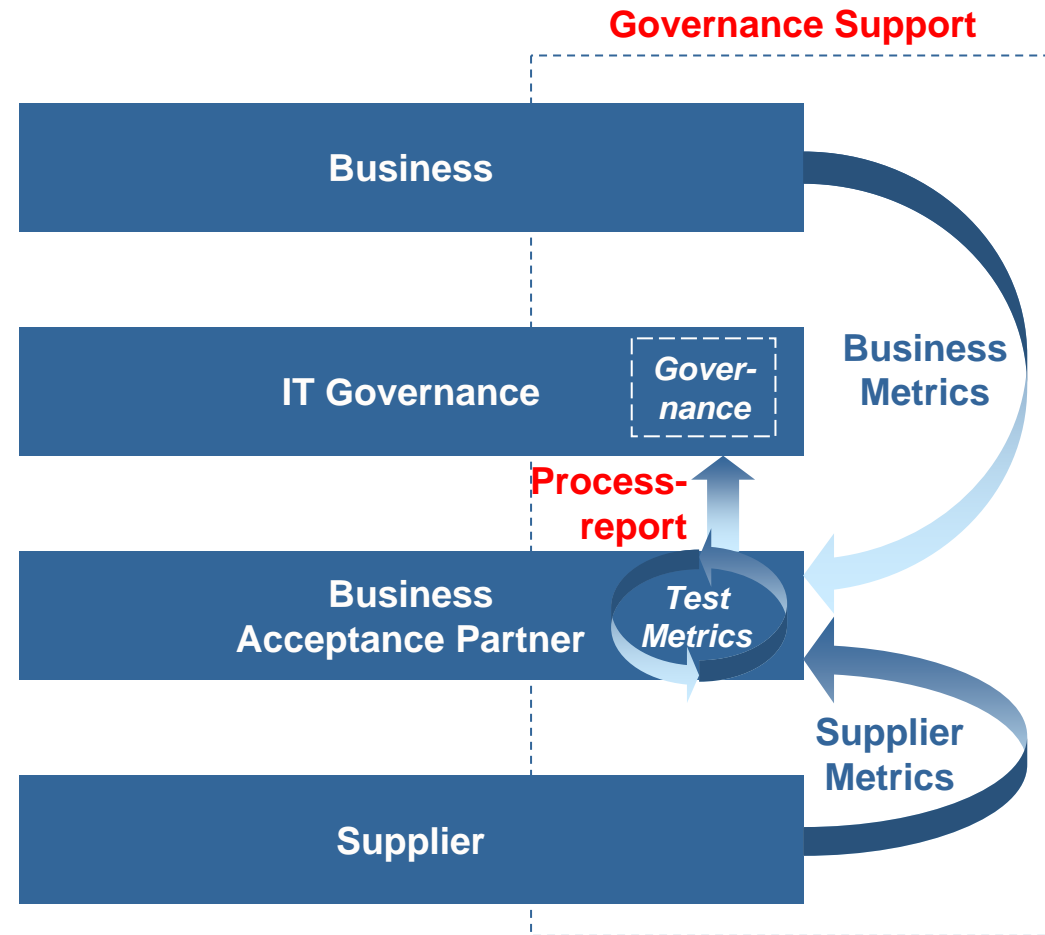 Governance Support
Business
Business
Metrics
IT Governance
Gover-
nance
Process-
report
Business
Acceptance Partner
Test
Metrics
Supplier
Metrics
Supplier